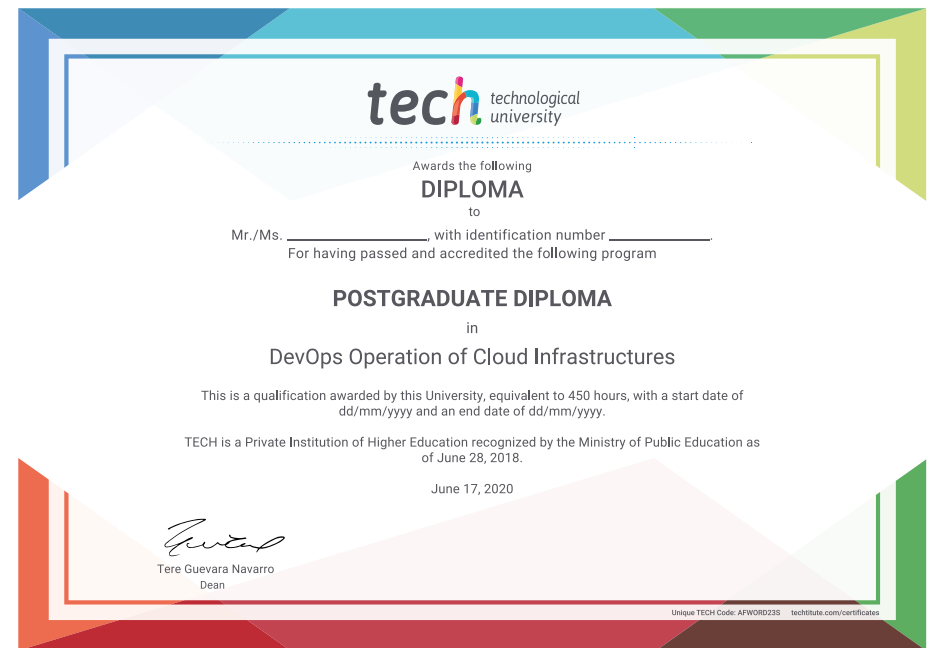 tech technological
university
Awards the following
DIPLOMA
to
Mr./Ms. ____________________, with identification number ______________.
For having passed and accredited the following program
POSTGRADUATE DIPLOMA
in
DevOps Operation of Cloud Infrastructures
This is a qualification awarded by this University, equivalent to 450 hours, with a start date of
dd/mm/yyyy and an end date of dd/mm/yyyy.
TECH is a Private Institution of Higher Education recognized by the Ministry of Public Education as
of June 28, 2018.
June 17, 2020
Tere Guevara Navarro
Dean
Unique TECH Code: AFWORD23S techtitute.com/certificates